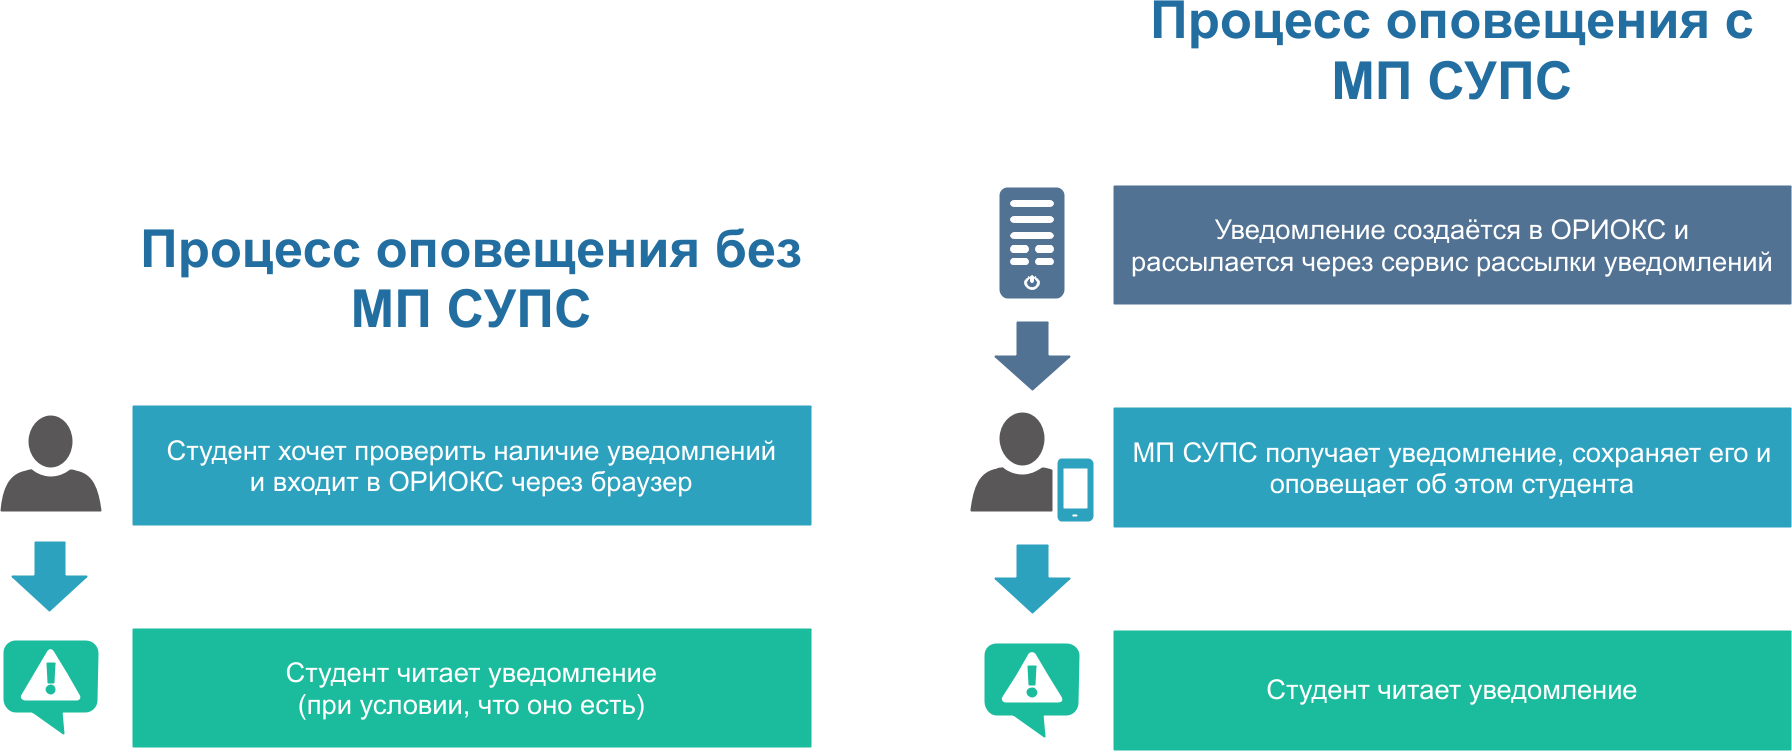 Процесс оповещения без
МП СУПС
Студент хочет проверить наличие уведомлений
и входит в ОРИОКС через браузер
Студент читает уведомление
(при условии, что оно есть)
Процесс оповещения с
МП СУПС
Уведомление создаётся в ОРИОКС и
рассылается через сервис рассылки уведомлений
МП СУПС получает уведомление, сохраняет его и
оповещает об этом студента
Студент читает уведомление